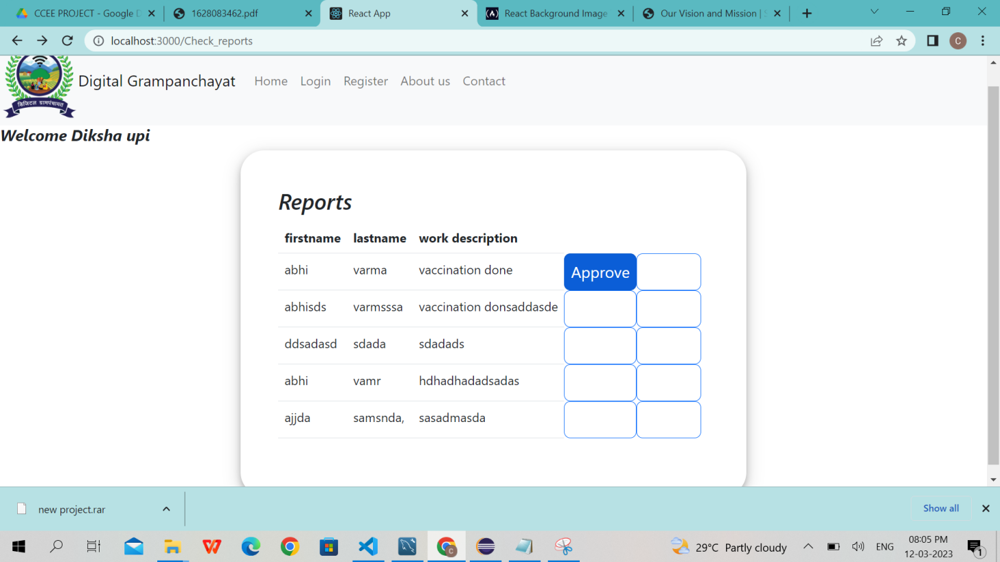 CCEE PROJECT - Google D
1628083462.pdf
React App
React Background Image
Our Vision and Mission | S
localhost:3000/Check_reports
C
डिजिटल ग्रामपंचायत
Digital Grampanchayat Home Login Register About us Contact
Welcome Diksha upi
Reports
firstname lastname work description
abhi varma vaccination done Approve
abhisds varmsssa vaccination donsaddasde
ddsadasd sdada sdadads
abhi vamr hdhadhadadsadas
ajjda samsnda, sasadmasda
new project.rar
Show all
29°C Partly cloudy
ENG
08:05 PM
12-03-2023
1